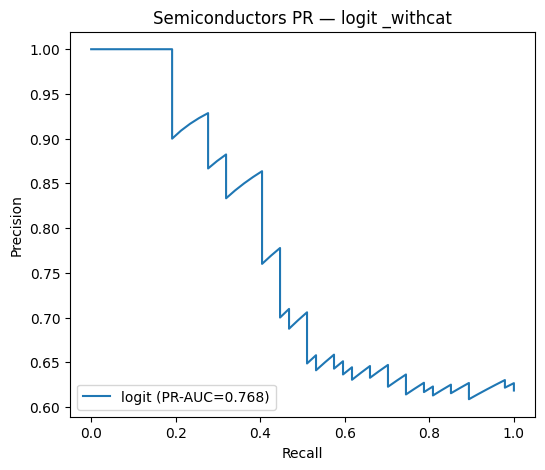 Semiconductors PR — logit _withcat
Precision
1.00
0.95
0.90
0.85
0.80
0.75
0.70
0.65
0.60
logit (PR-AUC=0.768)
0.0 0.2 0.4 0.6 0.8 1.0
Recall